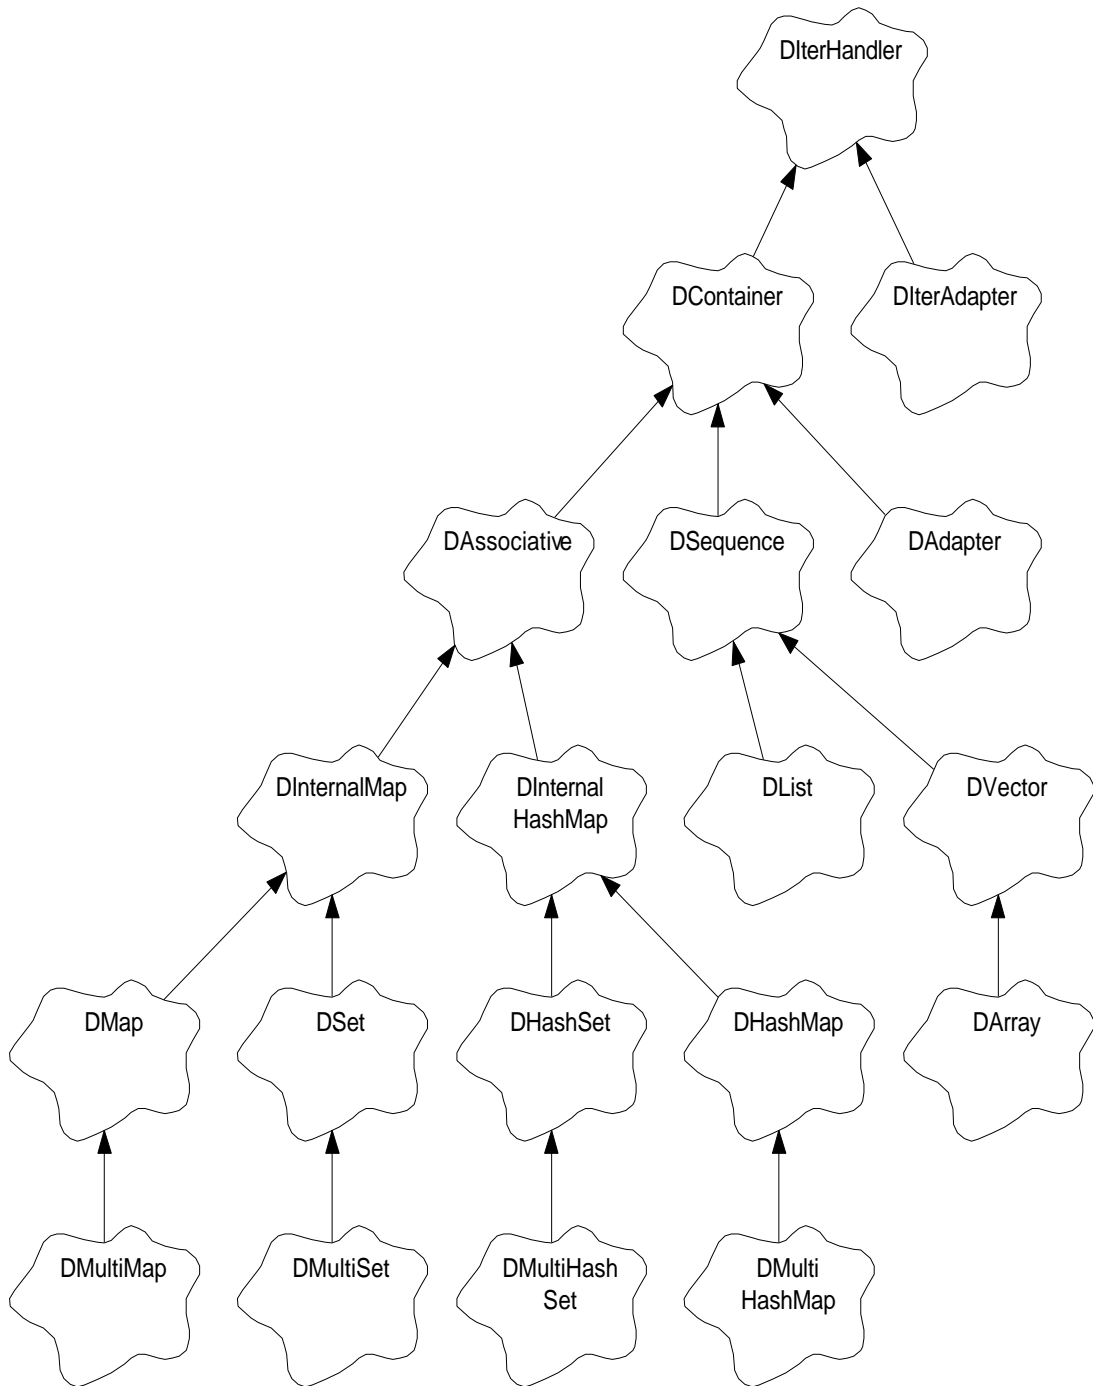 DIterHandler
DContainer
DIterAdapter
DAssociative
DSequence
DAdapter
DInternalMap
DInternal
HashMap
DList
DVector
DMap
DSet
DHashSet
DHashMap
DArray
DMultiMap
DMultiSet
DMultiHash
Set
DMulti
HashMap